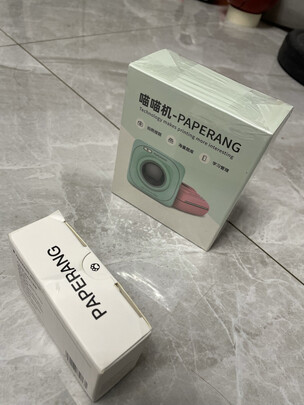 喵喵机-PAPERANG
Technology makes printing more interesting
PAPERANG